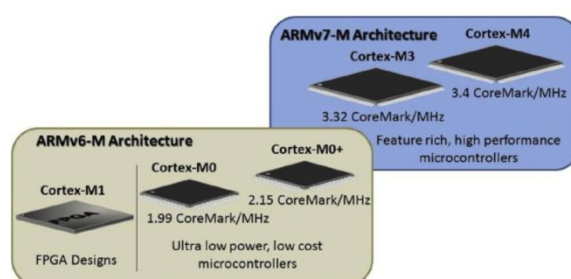 ARMv7-M Architecture
Cortex-M4
Cortex-M3
3.4 CoreMark/MHz
3.32 CoreMark/MHz
Feature rich, high performance
microcontrollers
ARMv6-M Architecture
Cortex-M0+
Cortex-M0
Cortex-M1
FPGA
2.15 CoreMark/MHz
1.99 CoreMark/MHz
FPGA Designs
Ultra low power, low cost
microcontrollers